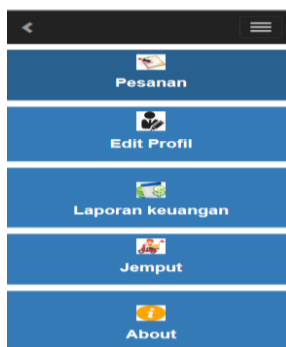 Pesanan
Edit Profil
Laporan keuangan
Jemput
About